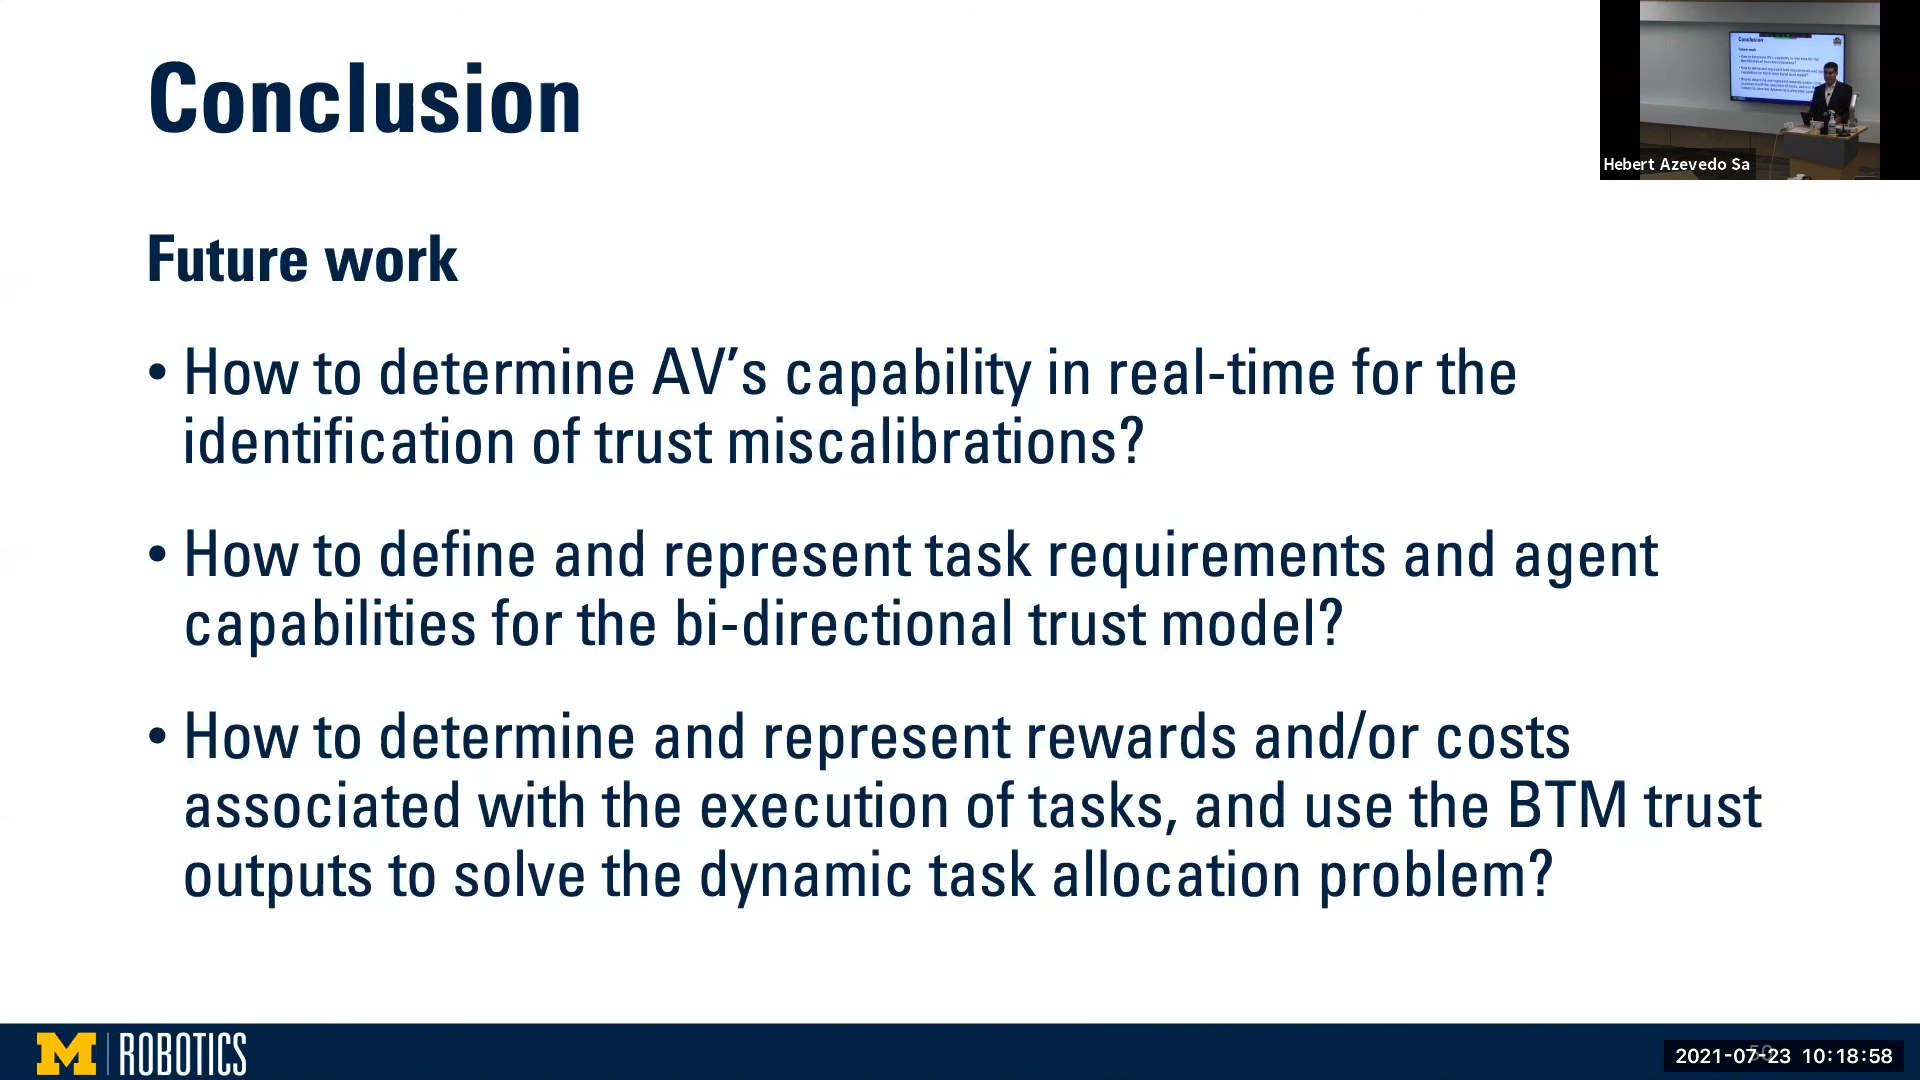 Conclusion
Hebert Azevedo Sa
Future work
• How to determine AV’s capability in real-time for the
identification of trust miscalibrations?
• How to define and represent task requirements and agent
capabilities for the bi-directional trust model?
• How to determine and represent rewards and/or costs
associated with the execution of tasks, and use the BTM trust
outputs to solve the dynamic task allocation problem?
M ROBOTICS
2021-07-23 10:18:58